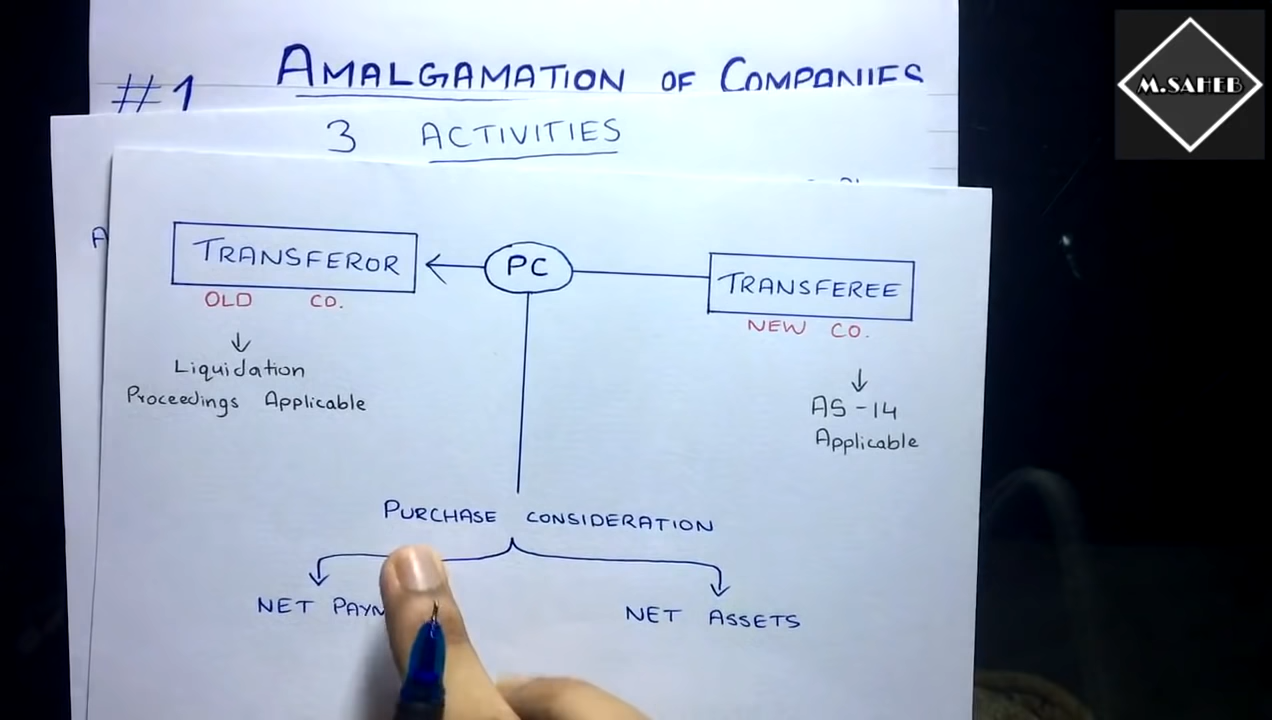 M.SAHEB
#1 AMALGAMATION OF COMPANIES
3 ACTIVITIES
TRANSFEROR
PC
TRANSFEREE
OLD CO.
NEW CO.
Liquidation
Proceedings Applicable
AS-14
Applicable
PURCHASE CONSIDERATION
NET
NET ASSETS